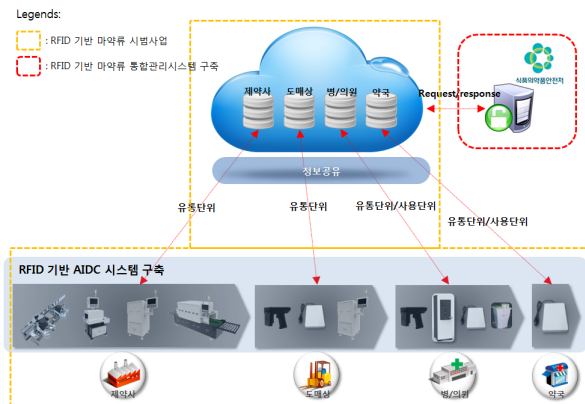 Legends:
: RFID 기반 마약류 시범사업
: RFID 기반 마약류 통합관리시스템 구축
식품의약품안전처
제약사 도매상 병/의원 약국
Request/response
정보공유
유통단위 유통단위 유통단위/사용단위
유통단위/사용단위
RFID 기반 AIDC 시스템 구축
제약사 도매상 병/의원 약국